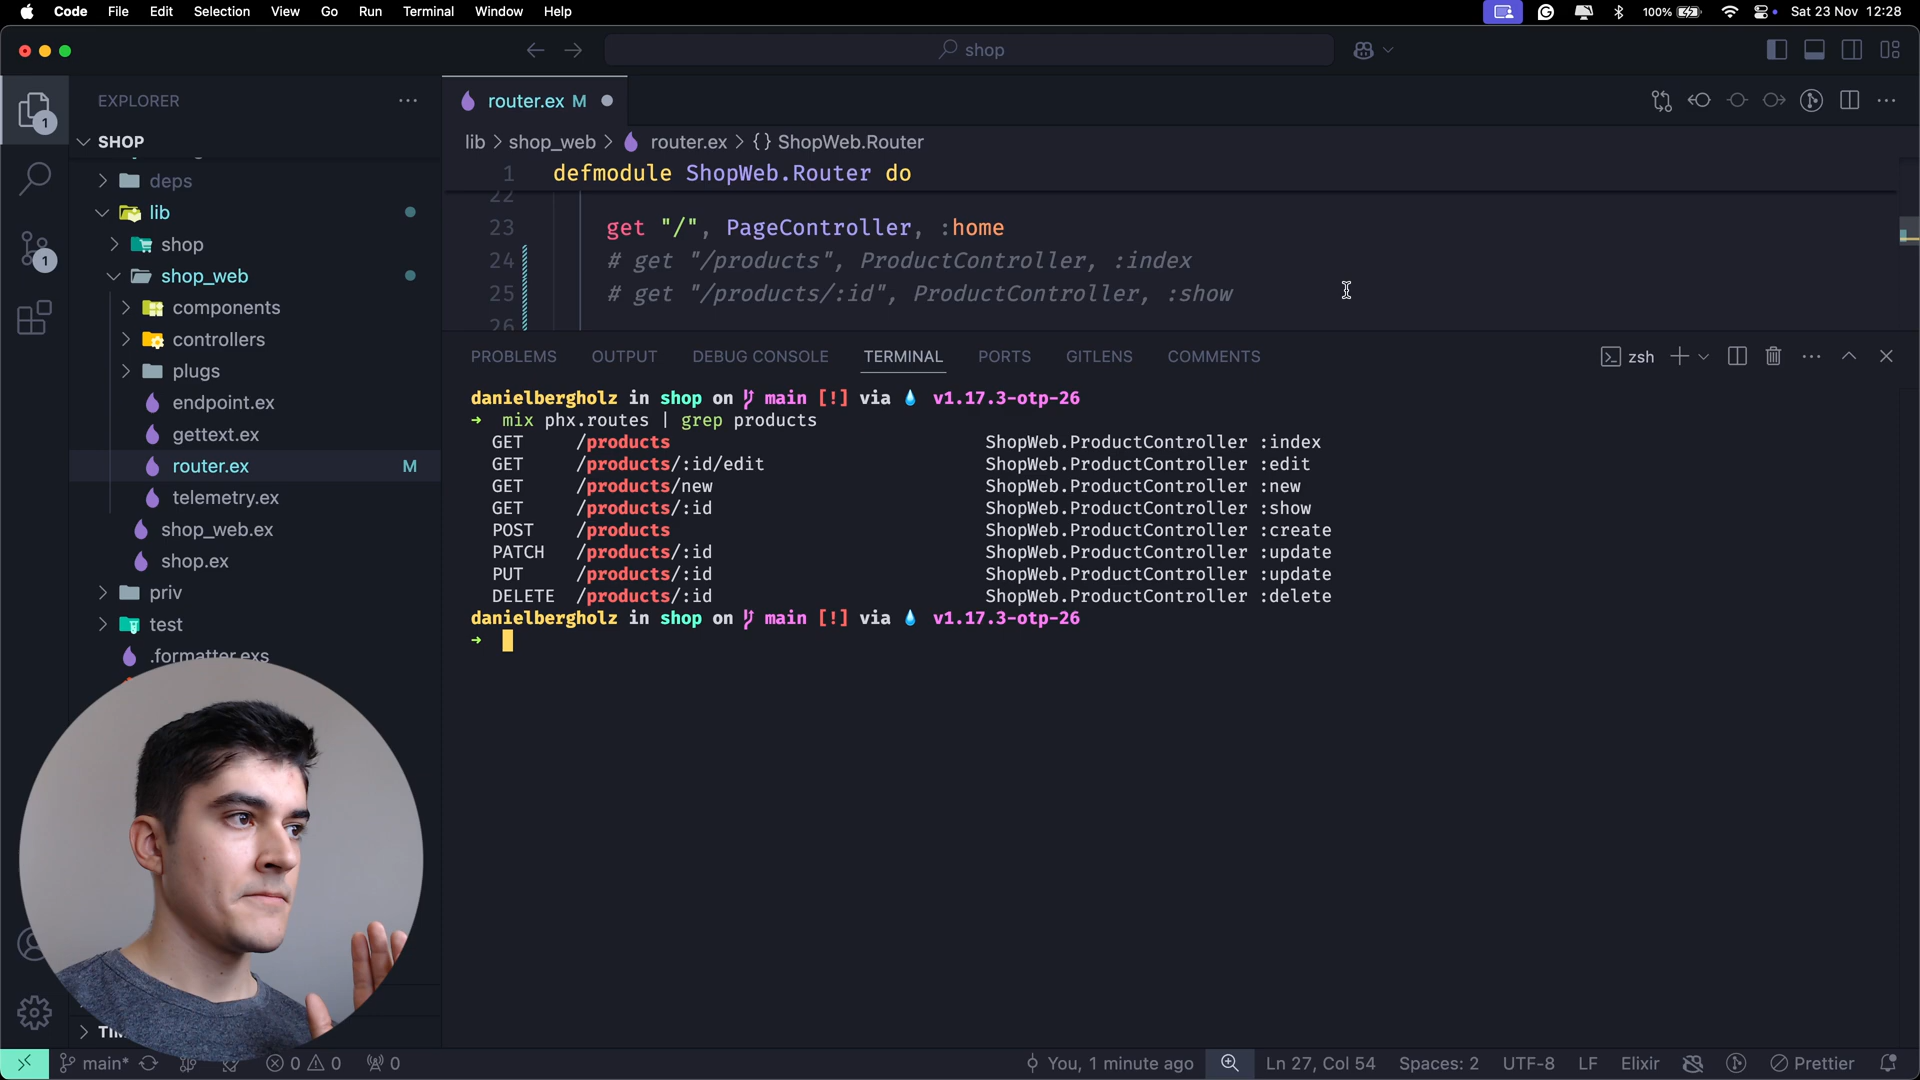 Code File Edit Selection View Go Run Terminal Window Help
100% Sat 23 Nov 12:28
shop
EXPLORER
SHOP
deps
lib
shop
shop_web
components
controllers
plugs
endpoint.ex
gettext.ex
router.ex M
telemetry.ex
shop_web.ex
shop.ex
priv
test
.formatter.exs
1
1
router.ex M
lib > shop_web > router.ex > {} ShopWeb.Router
1 defmodule ShopWeb.Router do
22
23 get "/", PageController, :home
24 # get "/products", ProductController, :index
25 # get "/products/:id", ProductController, :show
26
PROBLEMS OUTPUT DEBUG CONSOLE TERMINAL PORTS GITLENS COMMENTS
zsh
danielbergholz in shop on main [!] via v1.17.3-otp-26
→ mix phx.routes | grep products
GET /products ShopWeb.ProductController :index
GET /products/:id/edit ShopWeb.ProductController :edit
GET /products/new ShopWeb.ProductController :new
GET /products/:id ShopWeb.ProductController :show
POST /products ShopWeb.ProductController :create
PATCH /products/:id ShopWeb.ProductController :update
PUT /products/:id ShopWeb.ProductController :update
DELETE /products/:id ShopWeb.ProductController :delete
danielbergholz in shop on main [!] via v1.17.3-otp-26
→
main* 0 0 0 You, 1 minute ago Ln 27, Col 54 Spaces: 2 UTF-8 LF Elixir Prettier